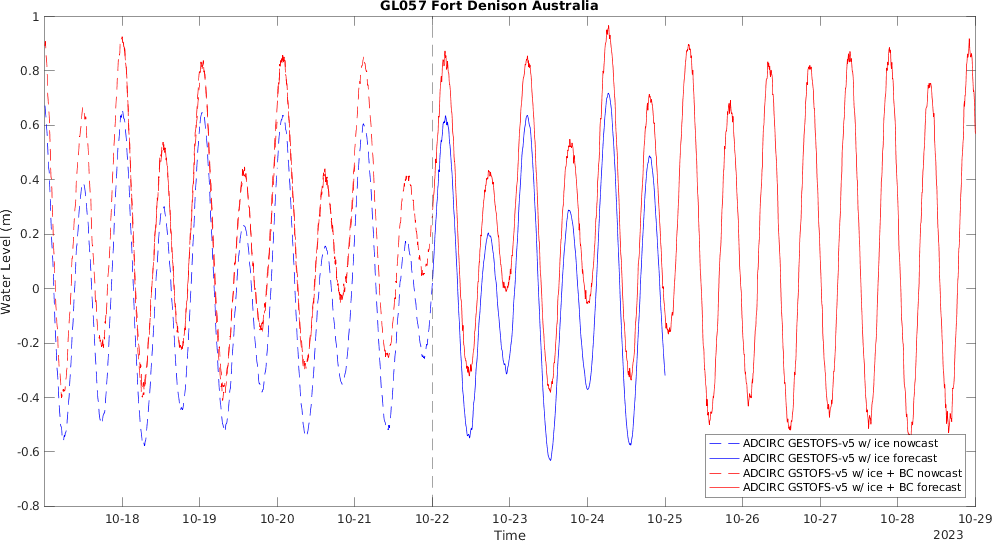 GL057 Fort Denison Australia
1
0.8
0.6
0.4
0.2
0
-0.2
-0.4
-0.6
-0.8
Water Level (m)
ADCIRC GESTOFS-v5 w/ ice nowcast
ADCIRC GESTOFS-v5 w/ ice forecast
ADCIRC GSTOFS-v5 w/ ice + BC nowcast
ADCIRC GSTOFS-v5 w/ ice + BC forecast
10-18 10-19 10-20 10-21 10-22 10-23 10-24 10-25 10-26 10-27 10-28 10-29
Time
2023